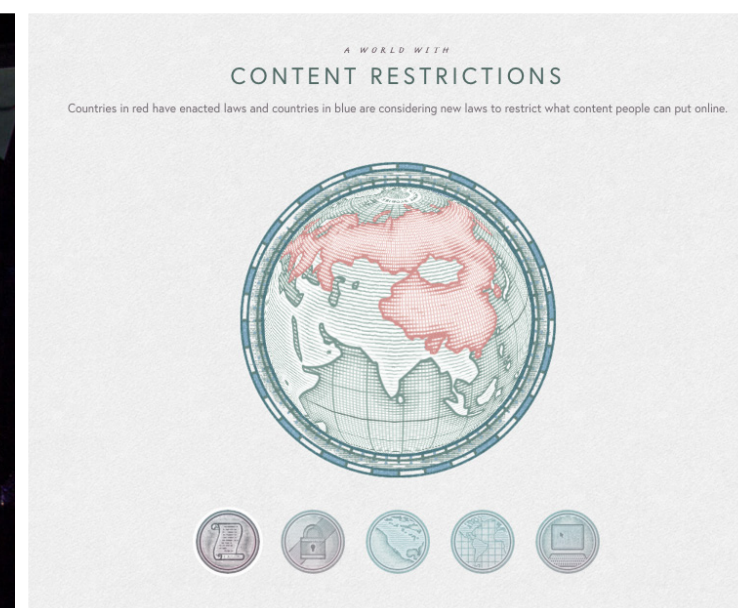 A WORLD WITH
CONTENT RESTRICTIONS
Countries in red have enacted laws and countries in blue are considering new laws to restrict what content people can put online.